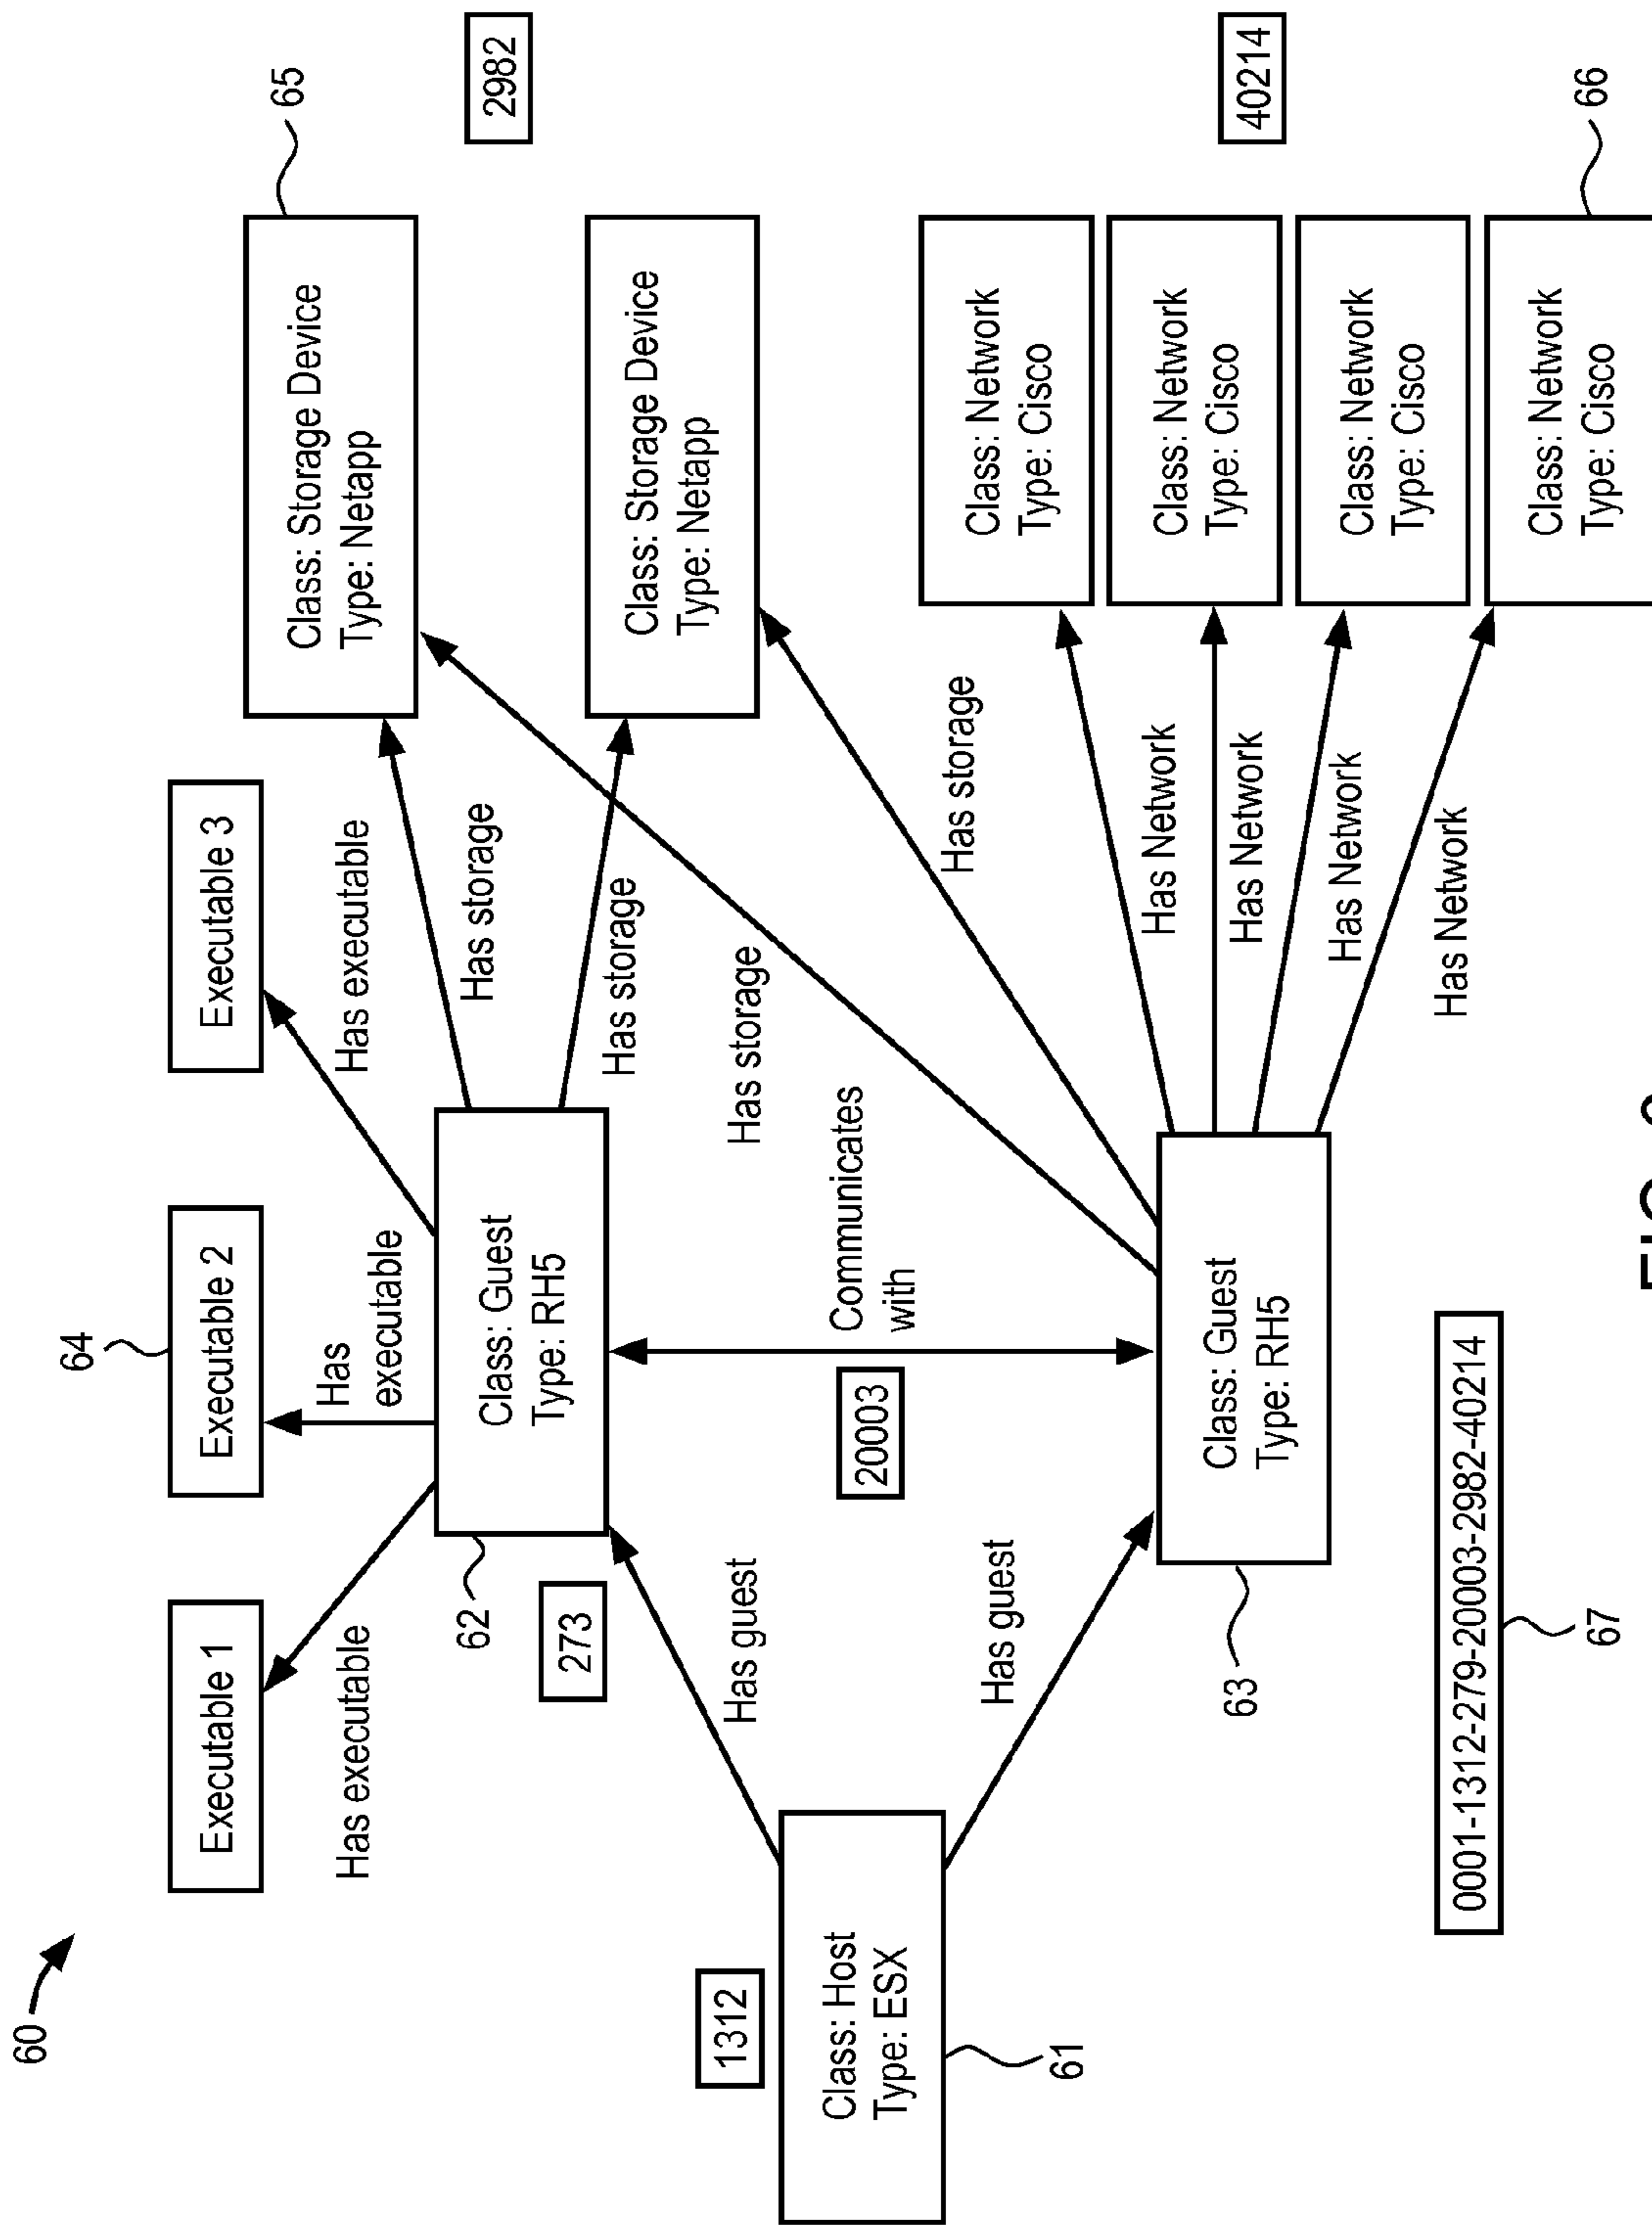 60
64
Executable 1
Executable 2
Executable 3
65
Has executable
Has
executable
Has executable
Class: Storage Device
Type: Netapp
2982
62
Class: Guest
Type: RH5
Has storage
Has storage
273
Class: Storage Device
Type: Netapp
1312
Has guest
Has storage
20003
Communicates
with
Has storage
Class: Host
Type: ESX
61
Has guest
Class: Network
Type: Cisco
Has Network
Class: Guest
Type: RH5
63
Has Network
Class: Network
Type: Cisco
40214
Has Network
Class: Network
Type: Cisco
Has Network
0001-1312-279-20003-2982-40214
67
Class: Network
Type: Cisco
66